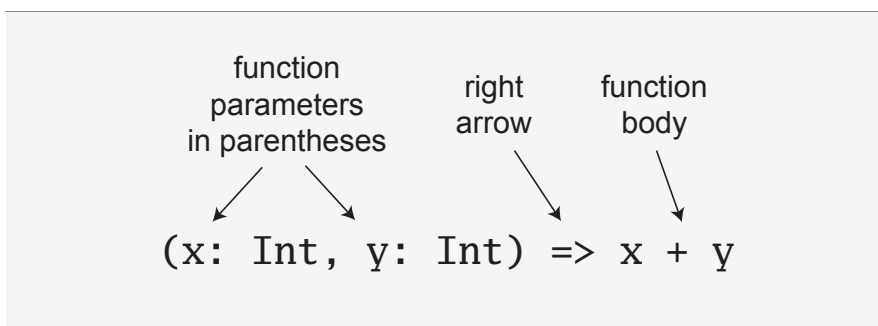 function
parameters
in parentheses
right
arrow
function
body
(x: Int, y: Int) => x + y